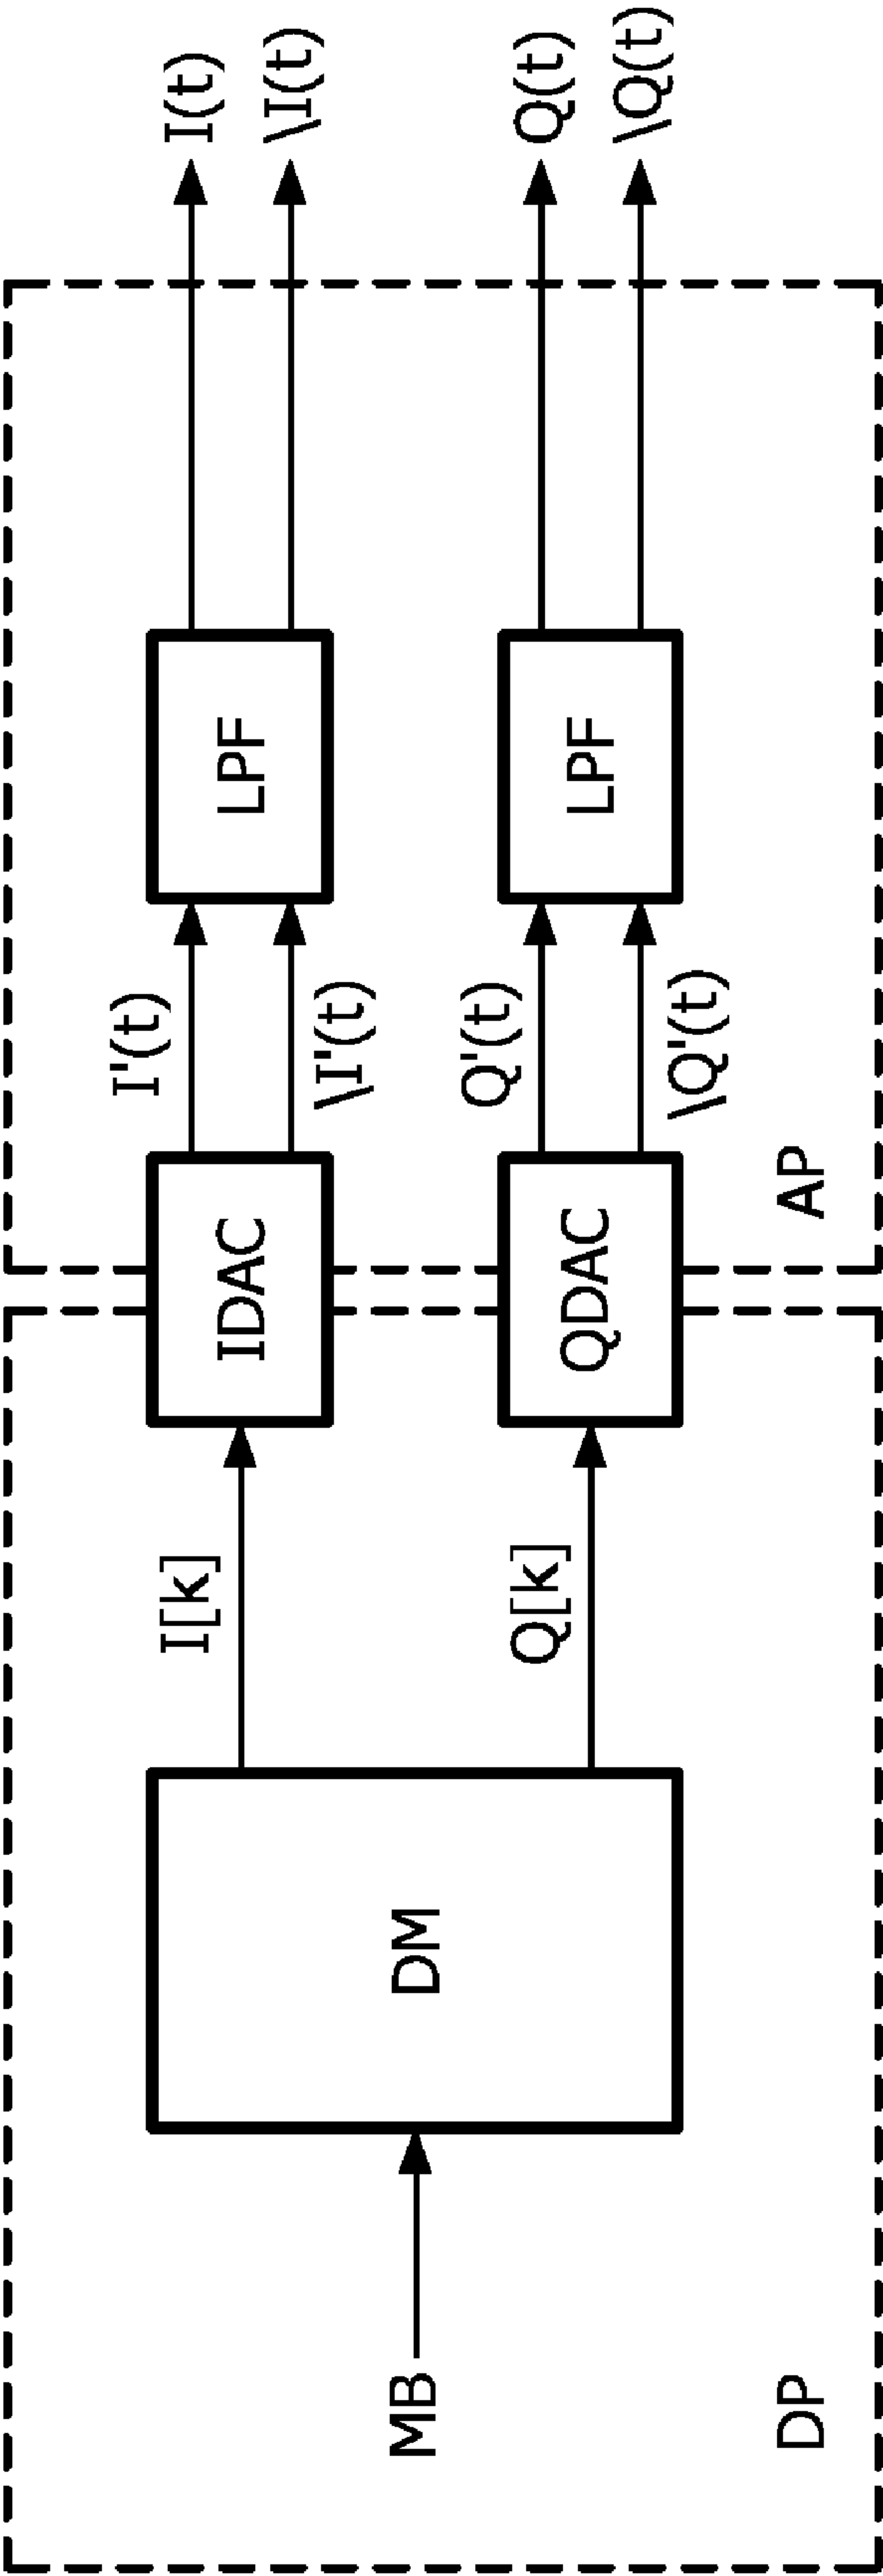 MB
DM
I[k]
Q[k]
IDAC
QDAC
I'(t)
\I'(t)
Q'(t)
\Q'(t)
LPF
LPF
I(t)
\I(t)
Q(t)
\Q(t)
DP
AP